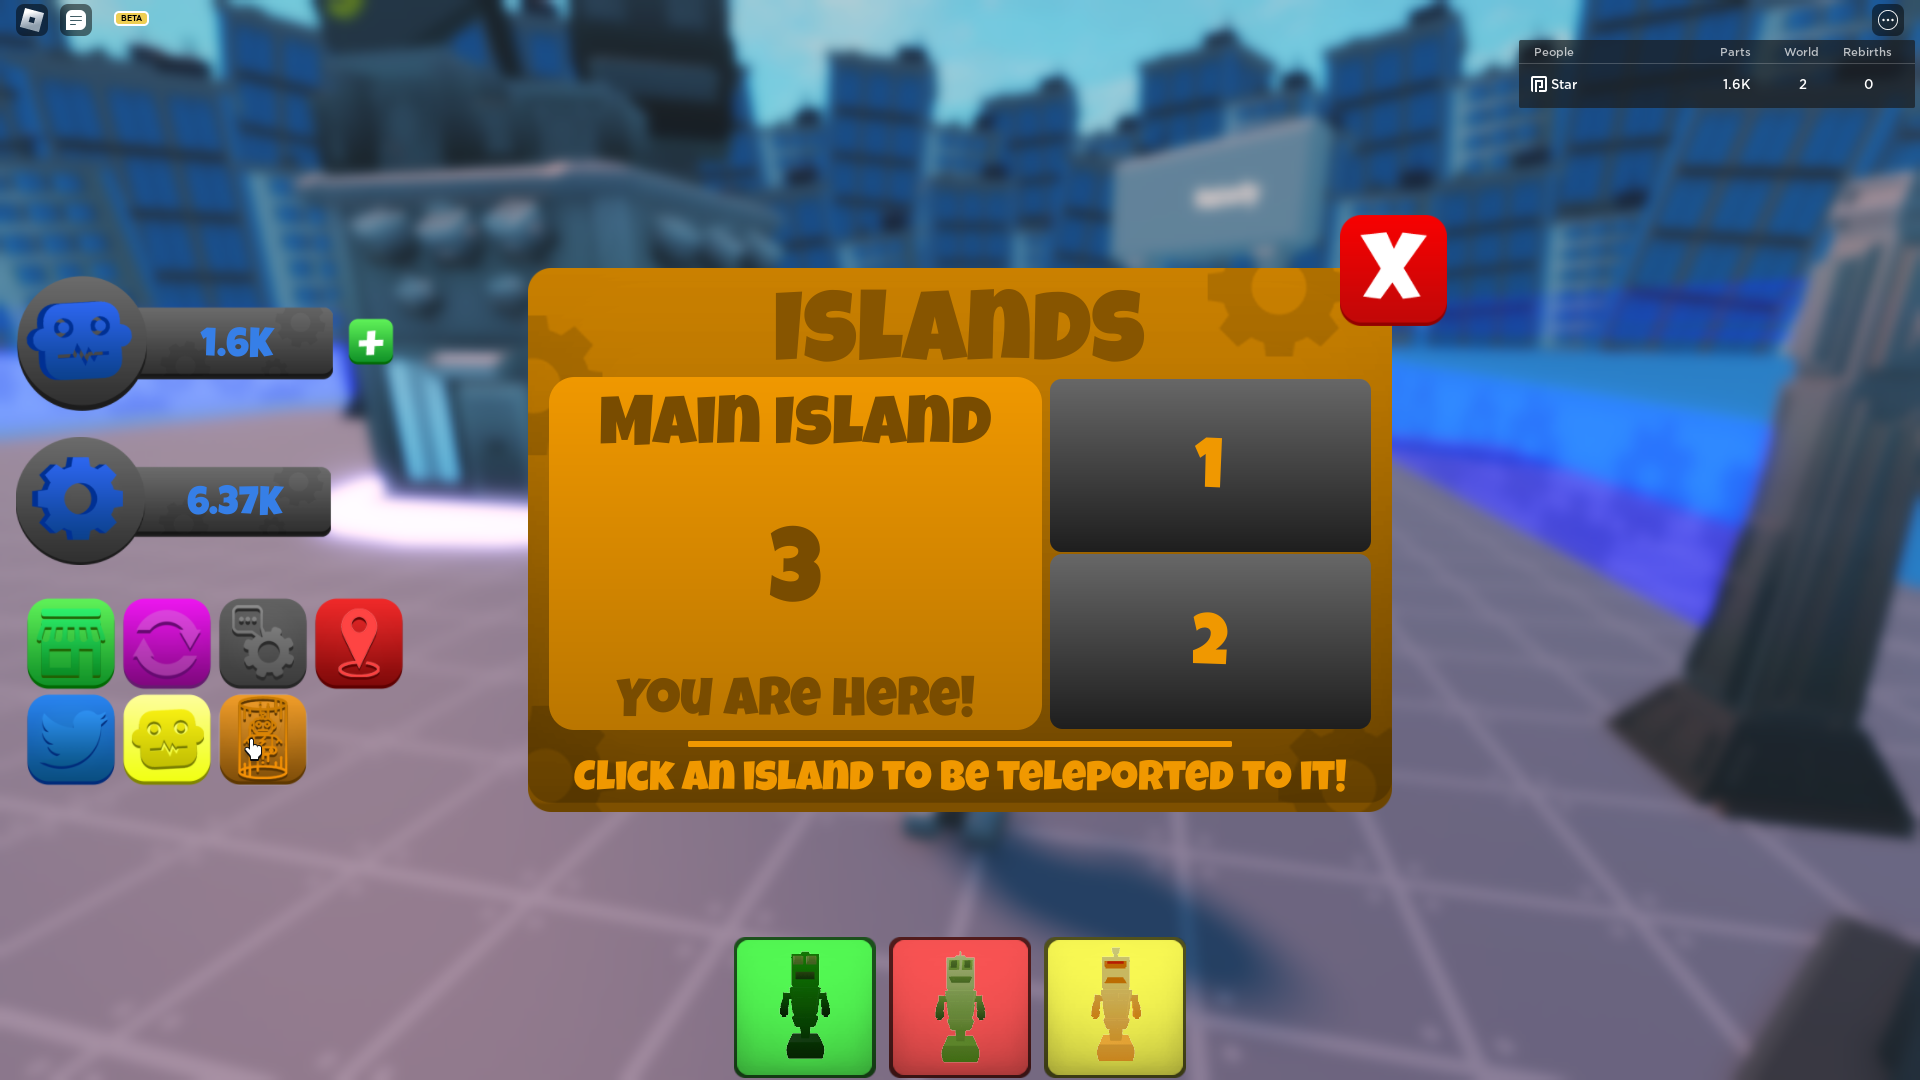 BETA
People Parts World Rebirths
Star 1.6K 2 0
ISLANDS
1.6K
MAIN ISLAND
1
3
6.37K
2
YOU ARE HERE!
CLICK AN ISLAND TO BE TELEPORTED TO IT!